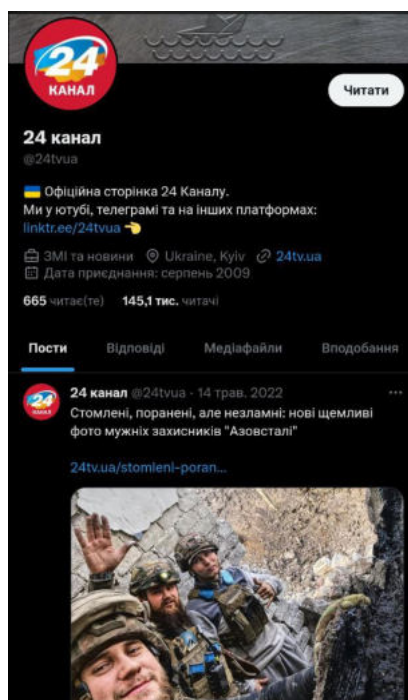 24
КАНАЛ
Читати
24 канал
@24tvua
🇺🇦 Офіційна сторінка 24 Каналу.
Ми у ютубі, телеграмі та на інших платформах:
linktr.ee/24tvua 👈
ЗМІ та новини Ukraine, Kyiv 24tv.ua
Дата приєднання: серпень 2009
665 читає(те) 145,1 тис. читачі
Пости Відповіді Медіафайли Вподобання
24
КАНАЛ
24 канал @24tvua · 14 трав. 2022 ···
Стомлені, поранені, але незламні: нові щемливі
фото мужніх захисників "Азовсталі"
24tv.ua/stomleni-poran...